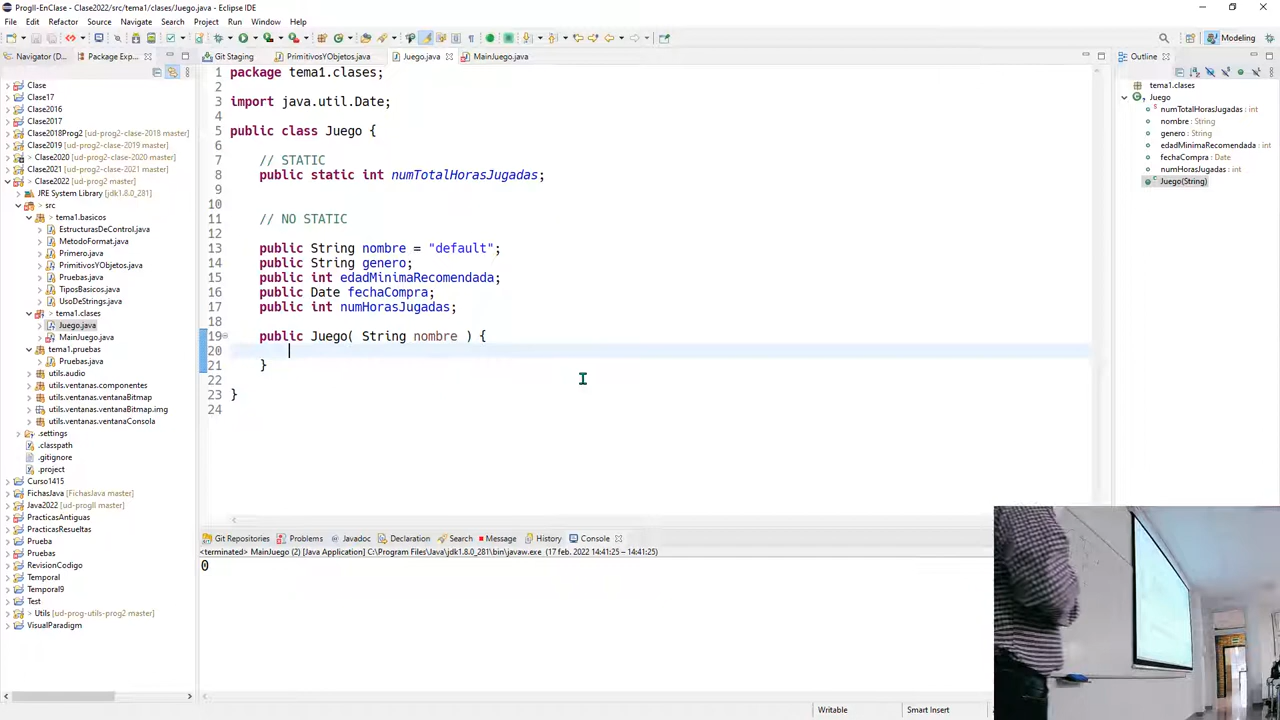 ProgII-EnClase - Clase2022/src/tema1/clases/Juego.java - Eclipse IDE
File Edit Refactor Source Navigate Search Project Run Window Help
Modeling
Navigator (D...
Package Exp...
Git Staging
PrimitivosYObjetos.java
Juego.java
MainJuego.java
Outline
Clase
Clase17
Clase2016
Clase2018Prog2 [ud-prog2-clase-2018 master]
Clase2019 [ud-prog2-clase-2019 master]
> Clase2020 [ud-prog2-clase-2020 master]
Clase2021 [ud-prog2-clase-2021 master]
> Clase2022 [ud-prog2 master]
JRE System Library [jdk1.8.0_281]
> src
> tema1.basicos
EstructurasDeControl.java
MetodoFormat.java
Primero.java
PrimitivosYObjetos.java
Pruebas.java
TiposBasicos.java
UsoDeStrings.java
> tema1.clases
Juego.java
MainJuego.java
tema1.pruebas
Pruebas.java
utils.audio
utils.ventanas.componentes
utils.ventanas.ventanaBitmap
utils.ventanas.ventanaBitmap.img
utils.ventanas.ventanaConsola
.settings
.classpath
.gitignore
.project
Curso1415
FichasJava [FichasJava master]
Java2022 [ud-progII master]
PracticasAntiguas
PracticasResueltas
Prueba
Pruebas
RevisionCodigo
Temporal
Temporal9
Test
> Utils [ud-prog-utils-prog2 master]
VisualParadigm
1 package tema1.clases;
2
3 import java.util.Date;
4
5 public class Juego {
6
7 // STATIC
8 public static int numTotalHorasJugadas;
9
10
11 // NO STATIC
12
13 public String nombre = "default";
14 public String genero;
15 public int edadMinimaRecomendada;
16 public Date fechaCompra;
17 public int numHorasJugadas;
18
19 public Juego( String nombre ) {
20
21 }
22
23 }
24
tema1.clases
Juego
numTotalHorasJugadas : int
nombre : String
genero : String
edadMinimaRecomendada : int
fechaCompra : Date
numHorasJugadas : int
Juego(String)
Git Repositories
Problems
Javadoc
Declaration
Search
Message
History
Console
<terminated> MainJuego (2) [Java Application] C:\Program Files\Java\jdk1.8.0_281\bin\javaw.exe (17 feb. 2022 14:41:25 – 14:41:25)
0
Writable
Smart Insert